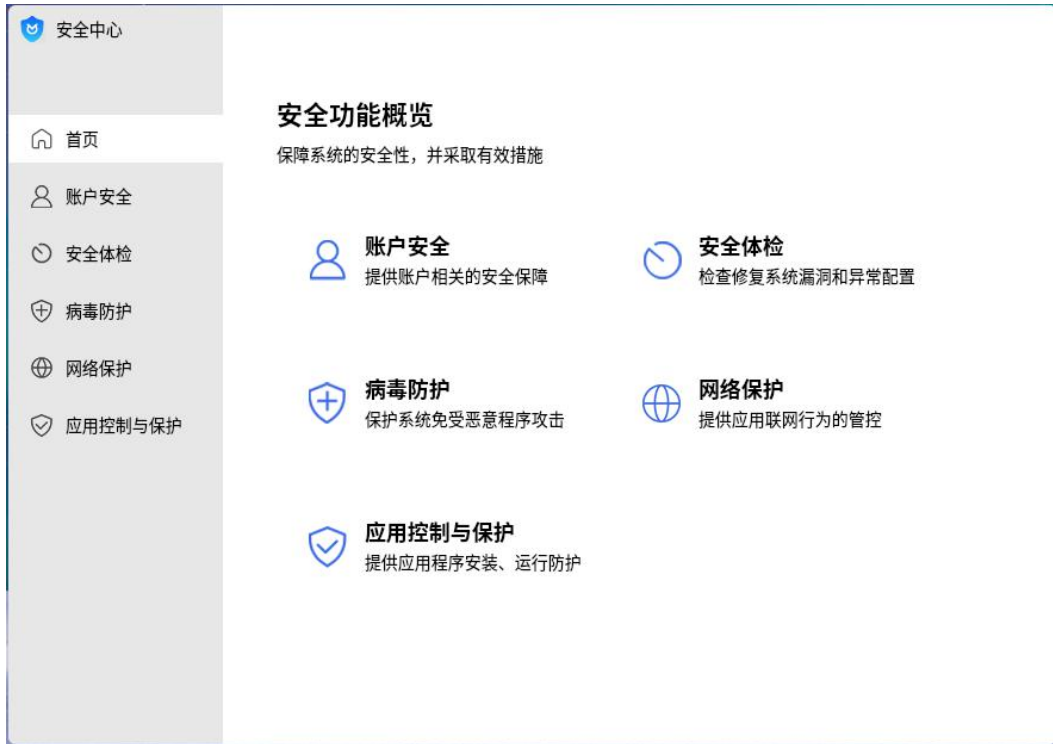 安全中心
首页
账户安全
安全体检
病毒防护
网络保护
应用控制与保护
安全功能概览
保障系统的安全性，并采取有效措施
账户安全
提供账户相关的安全保障
安全体检
检查修复系统漏洞和异常配置
病毒防护
保护系统免受恶意程序攻击
网络保护
提供应用联网行为的管控
应用控制与保护
提供应用程序安装、运行防护